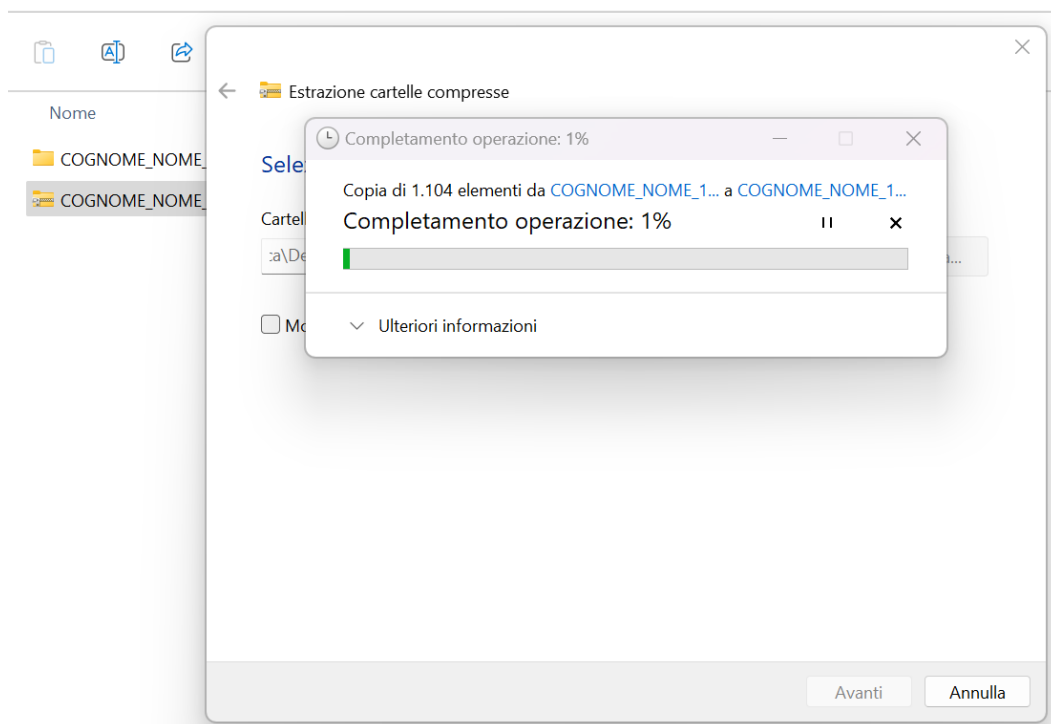 Nome
COGNOME_NOME_
COGNOME_NOME_
Estrazione cartelle compresse
Completamento operazione: 1%
Copia di 1.104 elementi da COGNOME_NOME_1... a COGNOME_NOME_1...
Completamento operazione: 1%
Ulteriori informazioni
Avanti
Annulla